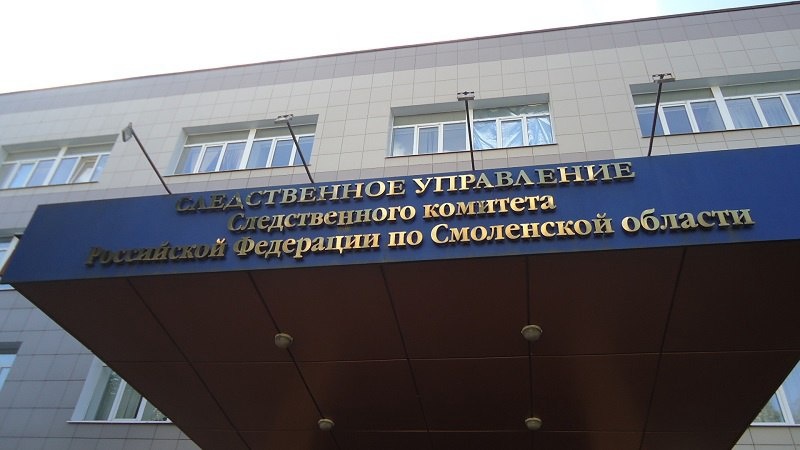 СЛЕДСТВЕННОЕ УПРАВЛЕНИЕ
Следственного комитета
Российской Федерации по Смоленской области